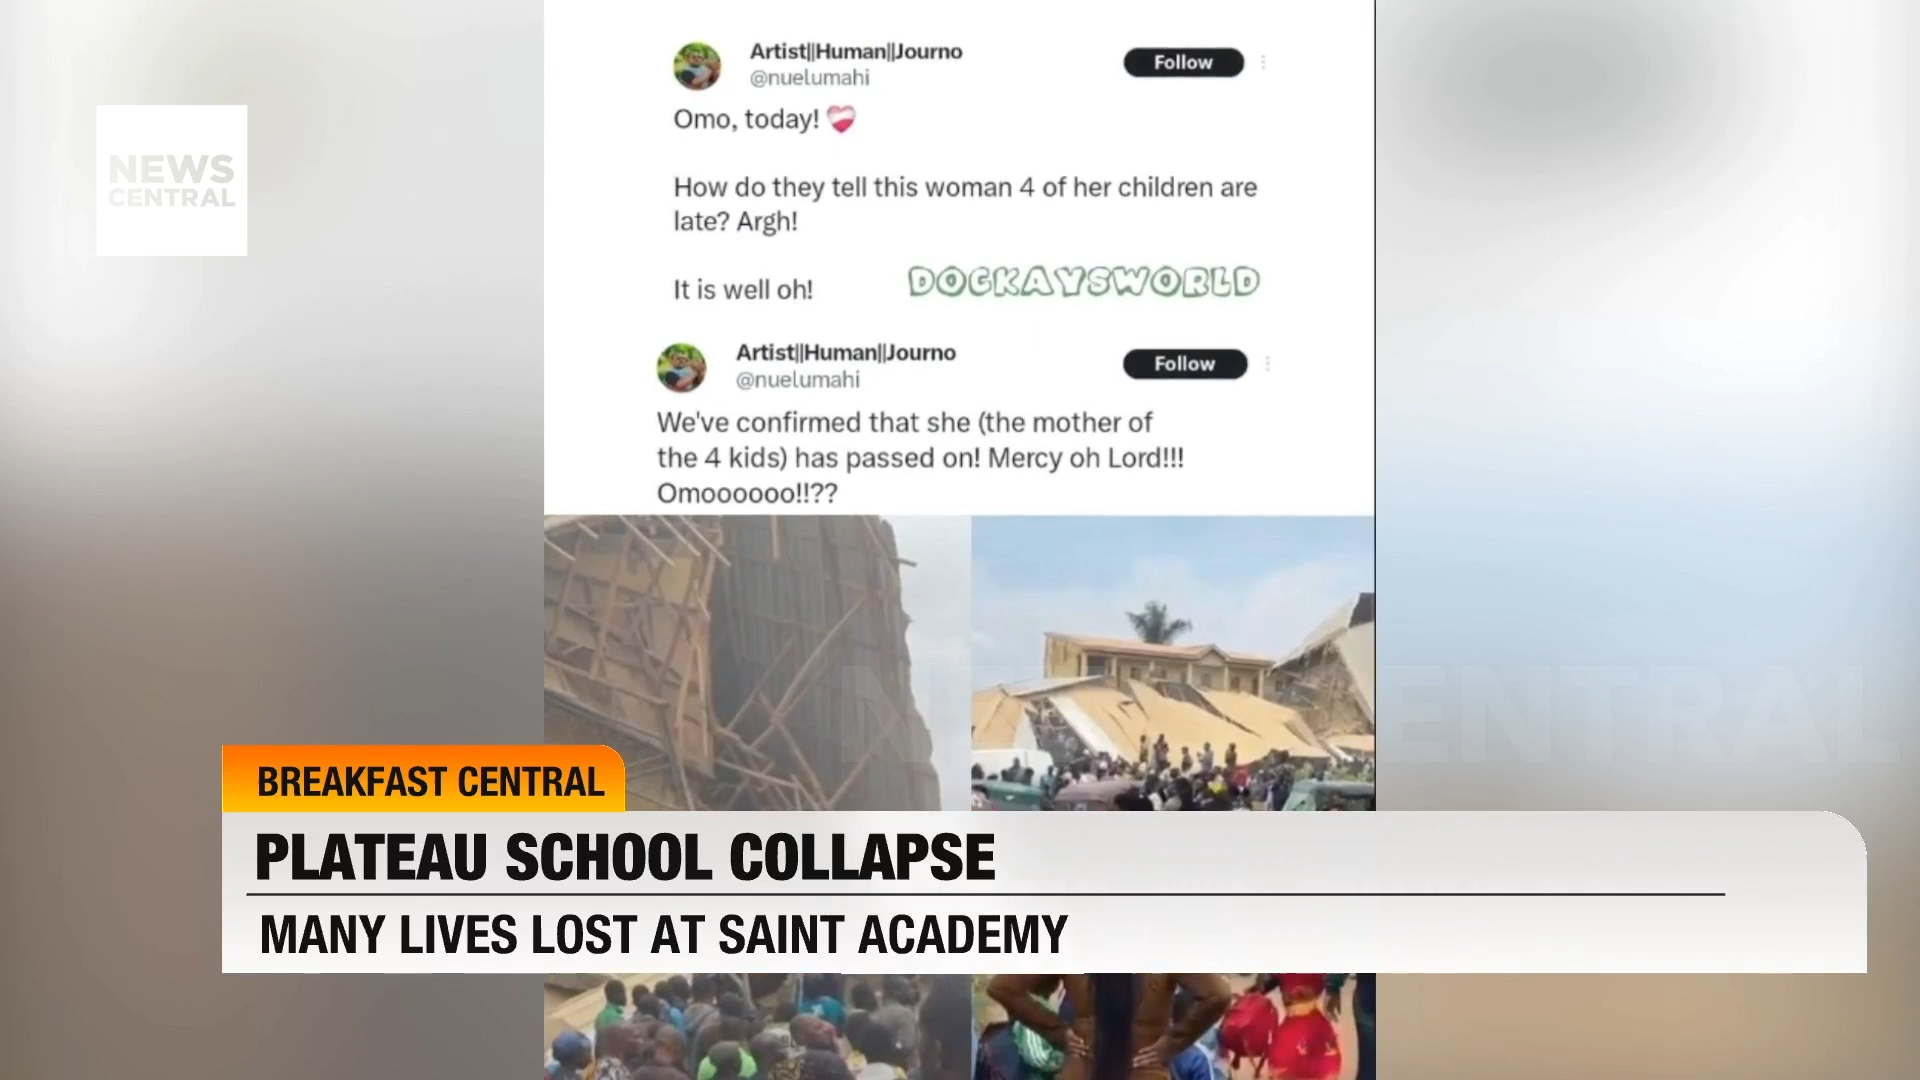 NEWS
CENTRAL
Artist||Human||Journo
@nuelumahi
Follow
Omo, today!
How do they tell this woman 4 of her children are
late? Argh!
It is well oh!
DOCKAYSWORLD
Artist||Human||Journo
@nuelumahi
Follow
We've confirmed that she (the mother of
the 4 kids) has passed on! Mercy oh Lord!!!
Omoooooo!!??
NEWS CENTRAL
BREAKFAST CENTRAL
PLATEAU SCHOOL COLLAPSE
MANY LIVES LOST AT SAINT ACADEMY